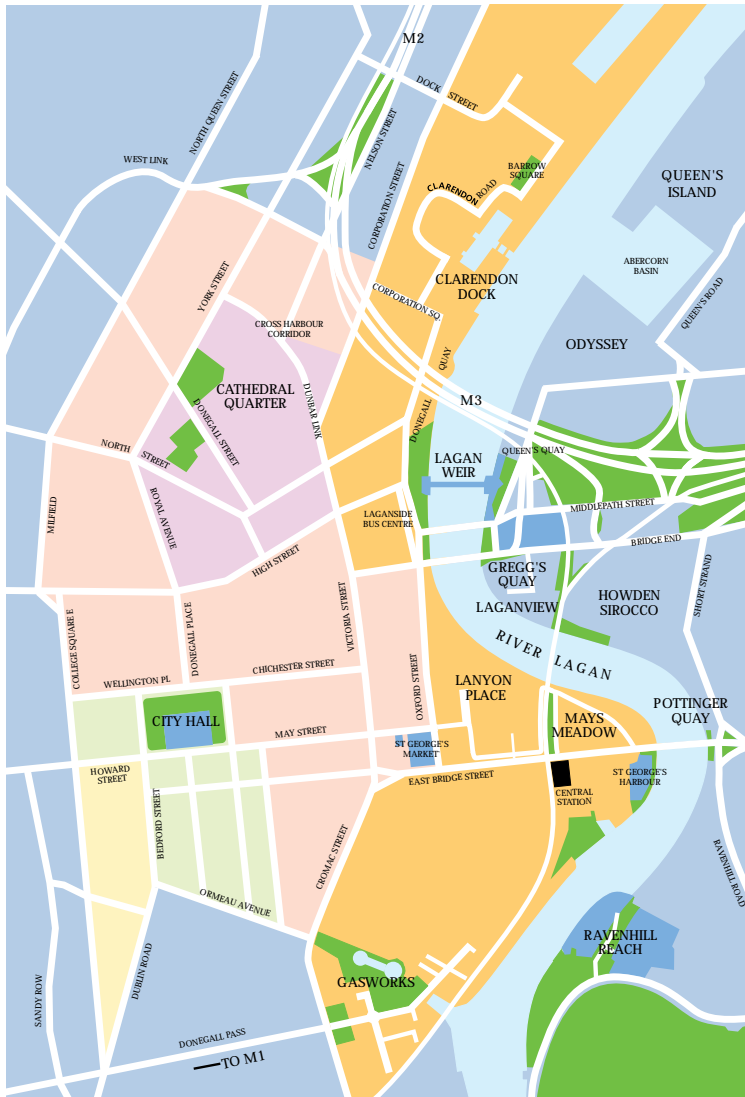 M2
DOCK STREET
NORTH QUEEN STREET
NELSON STREET
WEST LINK
BARROW
SQUARE
QUEEN'S
ISLAND
CLARENDON ROAD
CORPORATION STREET
ABERCORN
BASIN
CLARENDON
DOCK
YORK STREET
CORPORATION SQ.
QUEEN'S ROAD
CROSS HARBOUR
CORRIDOR
ODYSSEY
DONEGALL QUAY
CATHEDRAL
QUARTER
M3
DUNBAR LINK
DONEGALL STREET
NORTH STREET
QUEEN'S QUAY
LAGAN
WEIR
MILFIELD
ROYAL AVENUE
LAGANSIDE
BUS CENTRE
MIDDLEPATH STREET
BRIDGE END
HIGH STREET
GREGG'S
QUAY
SHORT STRAND
LAGANVIEW
HOWDEN
SIROCCO
VICTORIA STREET
COLLEGE SQUARE E
DONEGALL PLACE
RIVER LAGAN
CHICHESTER STREET
WELLINGTON PL
OXFORD STREET
LANYON
PLACE
POTTINGER
QUAY
CITY HALL
MAYS
MEADOW
MAY STREET
ST GEORGE'S
MARKET
HOWARD
STREET
EAST BRIDGE STREET
ST GEORGE'S
HARBOUR
CENTRAL
STATION
BEDFORD STREET
CROMAC STREET
RAVENHILL ROAD
ORMEAU AVENUE
RAVENHILL
REACH
DUBLIN ROAD
SANDY ROW
GASWORKS
DONEGALL PASS
TO M1